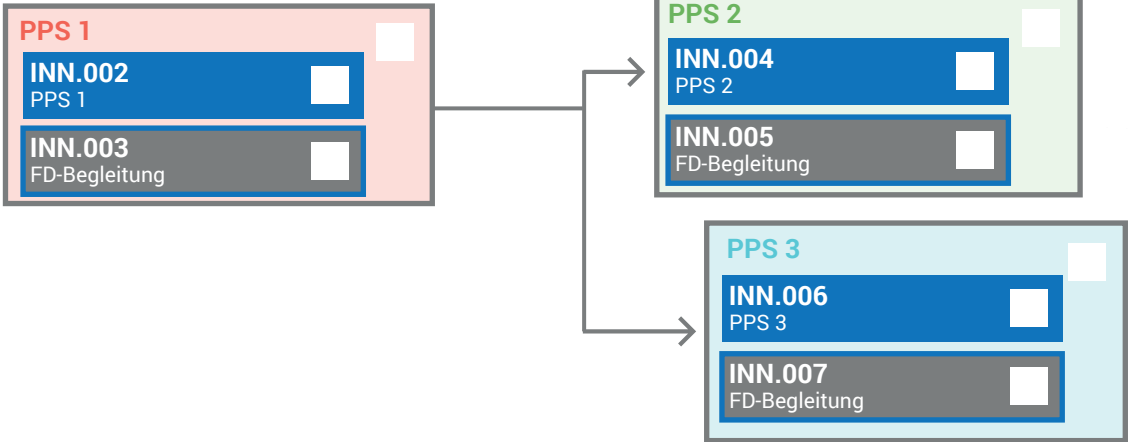 PPS 1
INN.002
PPS 1
INN.003
FD-Begleitung
PPS 2
INN.004
PPS 2
INN.005
FD-Begleitung
PPS 3
INN.006
PPS 3
INN.007
FD-Begleitung